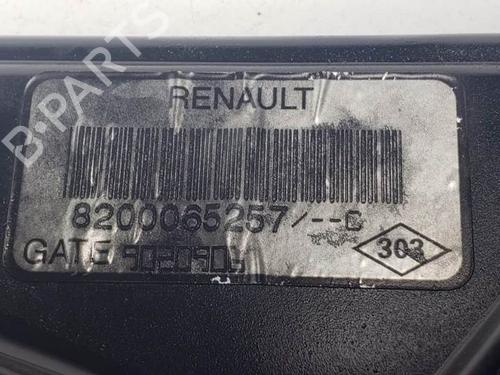 B-PARTS
RENAULT
8200065257/--C
GATE
303